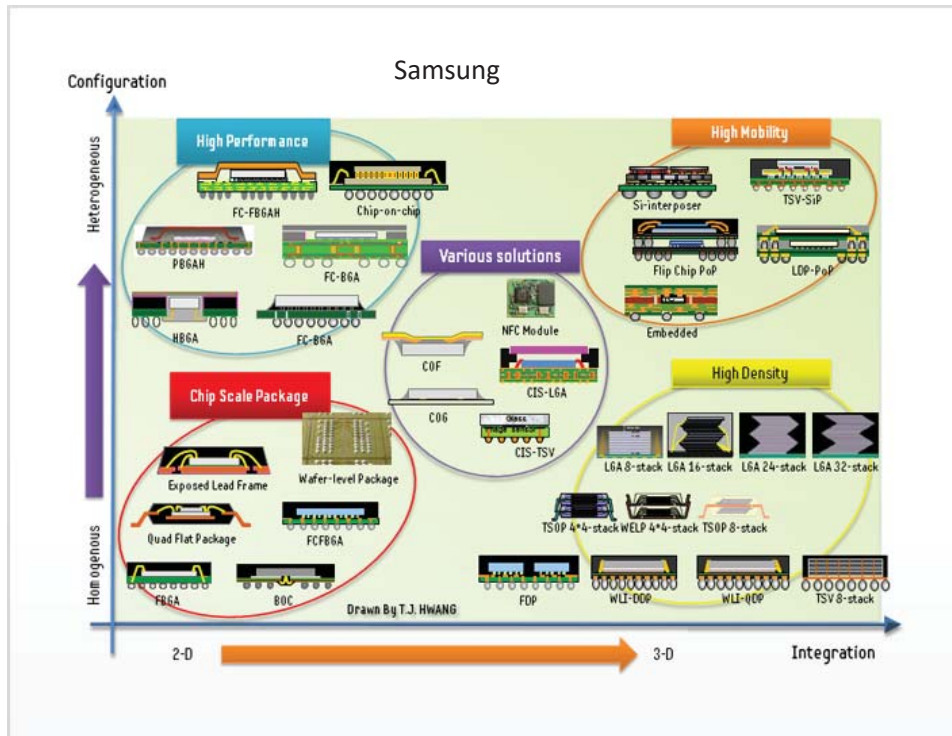 Samsung
Configuration
Heterogeneous
Homogenous
High Performance
FC-FBGAH
Chip-on-chip
PBGAH
FC-BGA
HBGA
FC-BGA
High Mobility
Si-interposer
TSV-SiP
Flip Chip PoP
LDP-PoP
Embedded
Various solutions
NFC Module
COF
CIS-LGA
COG
CIS-TSV
Chip Scale Package
Exposed Lead Frame
Wafer-level Package
Quad Flat Package
FCFBGA
FBGA
BOC
High Density
LGA 8-stack
LGA 16-stack
LGA 24-stack
LGA 32-stack
TSOP 4*4-stack
WELP 4*4-stack
TSOP 8-stack
FDP
WLI-DDP
WLI-QDP
TSV 8-stack
Drawn By T.J. HWANG
2-D
3-D
Integration